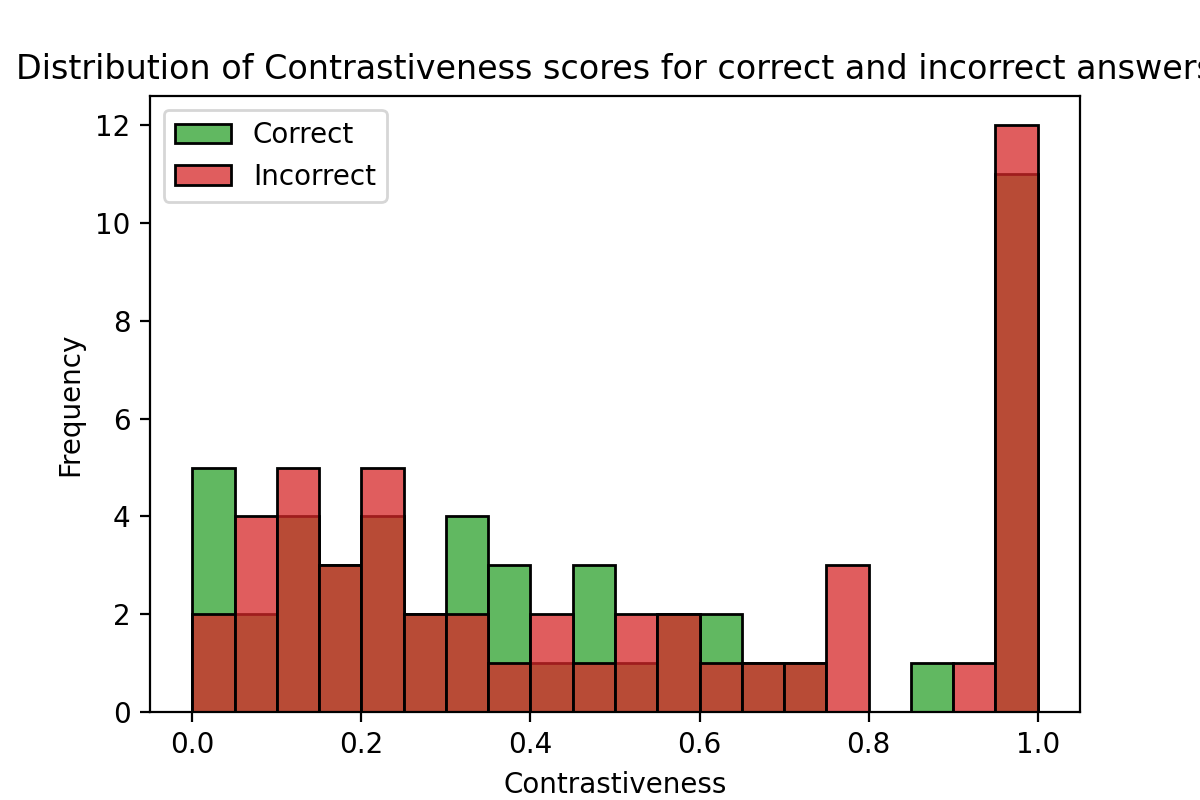 Distribution of Contrastiveness scores for correct and incorrect answers
Correct
Incorrect
12
10
8
6
4
2
0
Frequency
0.0 0.2 0.4 0.6 0.8 1.0
Contrastiveness